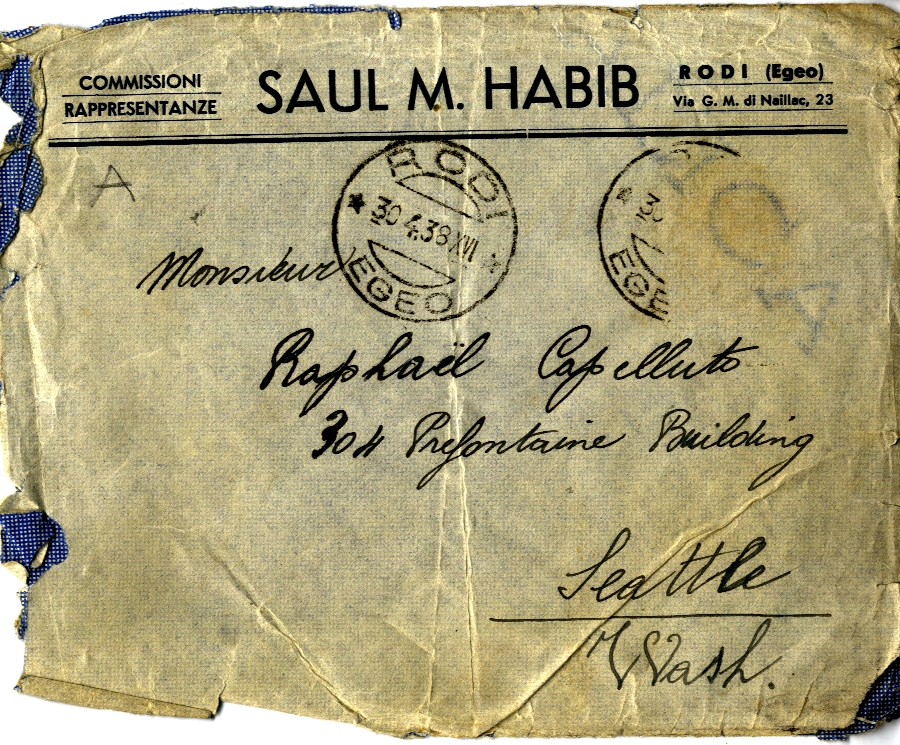 COMMISSIONI
RAPPRESENTANZE
SAUL M. HABIB
RODI (Egeo)
Via G. M. di Naillac, 23
A
RODI
30.4.38 XVI
EGEO
EGE
Monsieur
Raphaël Capelluto
304 Prefontaine Building
Seattle
Wash.